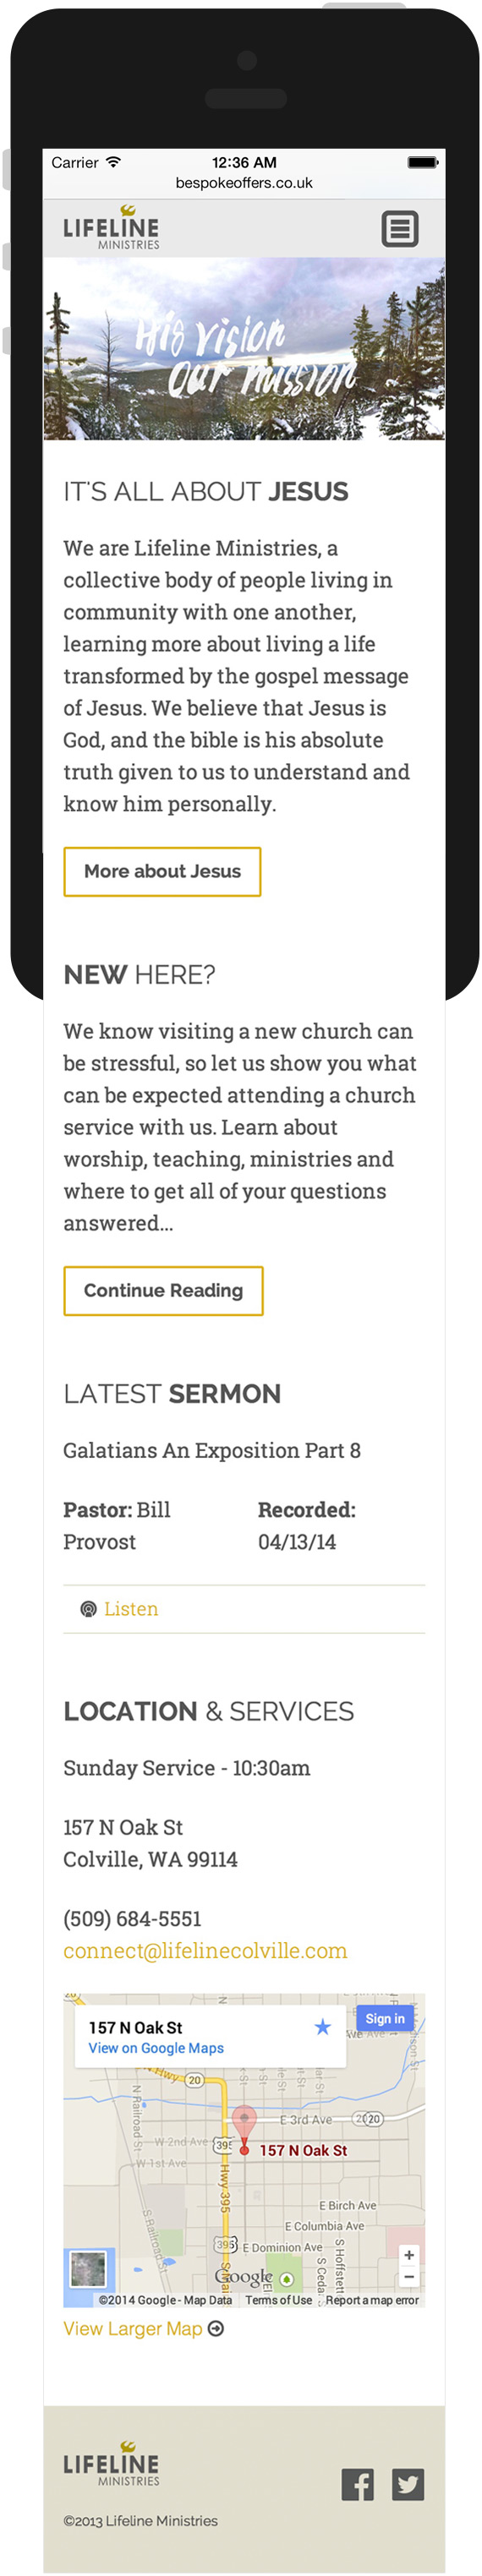 Carrier 12:36 AM
bespokeoffers.co.uk
LIFELINE
MINISTRIES
His Vision
Our mission
IT'S ALL ABOUT JESUS
We are Lifeline Ministries, a
collective body of people living in
community with one another,
learning more about living a life
transformed by the gospel message
of Jesus. We believe that Jesus is
God, and the bible is his absolute
truth given to us to understand and
know him personally.
More about Jesus
NEW HERE?
We know visiting a new church can
be stressful, so let us show you what
can be expected attending a church
service with us. Learn about
worship, teaching, ministries and
where to get all of your questions
answered...
Continue Reading
LATEST SERMON
Galatians An Exposition Part 8
Pastor: Bill Recorded:
Provost 04/13/14
Listen
LOCATION & SERVICES
Sunday Service - 10:30am
157 N Oak St
Colville, WA 99114
(509) 684-5551
connect@lifelinecolville.com
157 N Oak St
Sign in
View on Google Maps
Hwy 20
N Railroad St
E 3rd Ave
20
W 2nd Ave
395
157 N Oak St
W 1st Ave
Hwy 395
E Birch Ave
E Columbia Ave
S Railroad St
395
E Dominion Ave
S Hoffstett
Google
©2014 Google - Map Data Terms of Use Report a map error
View Larger Map
LIFELINE
MINISTRIES
©2013 Lifeline Ministries